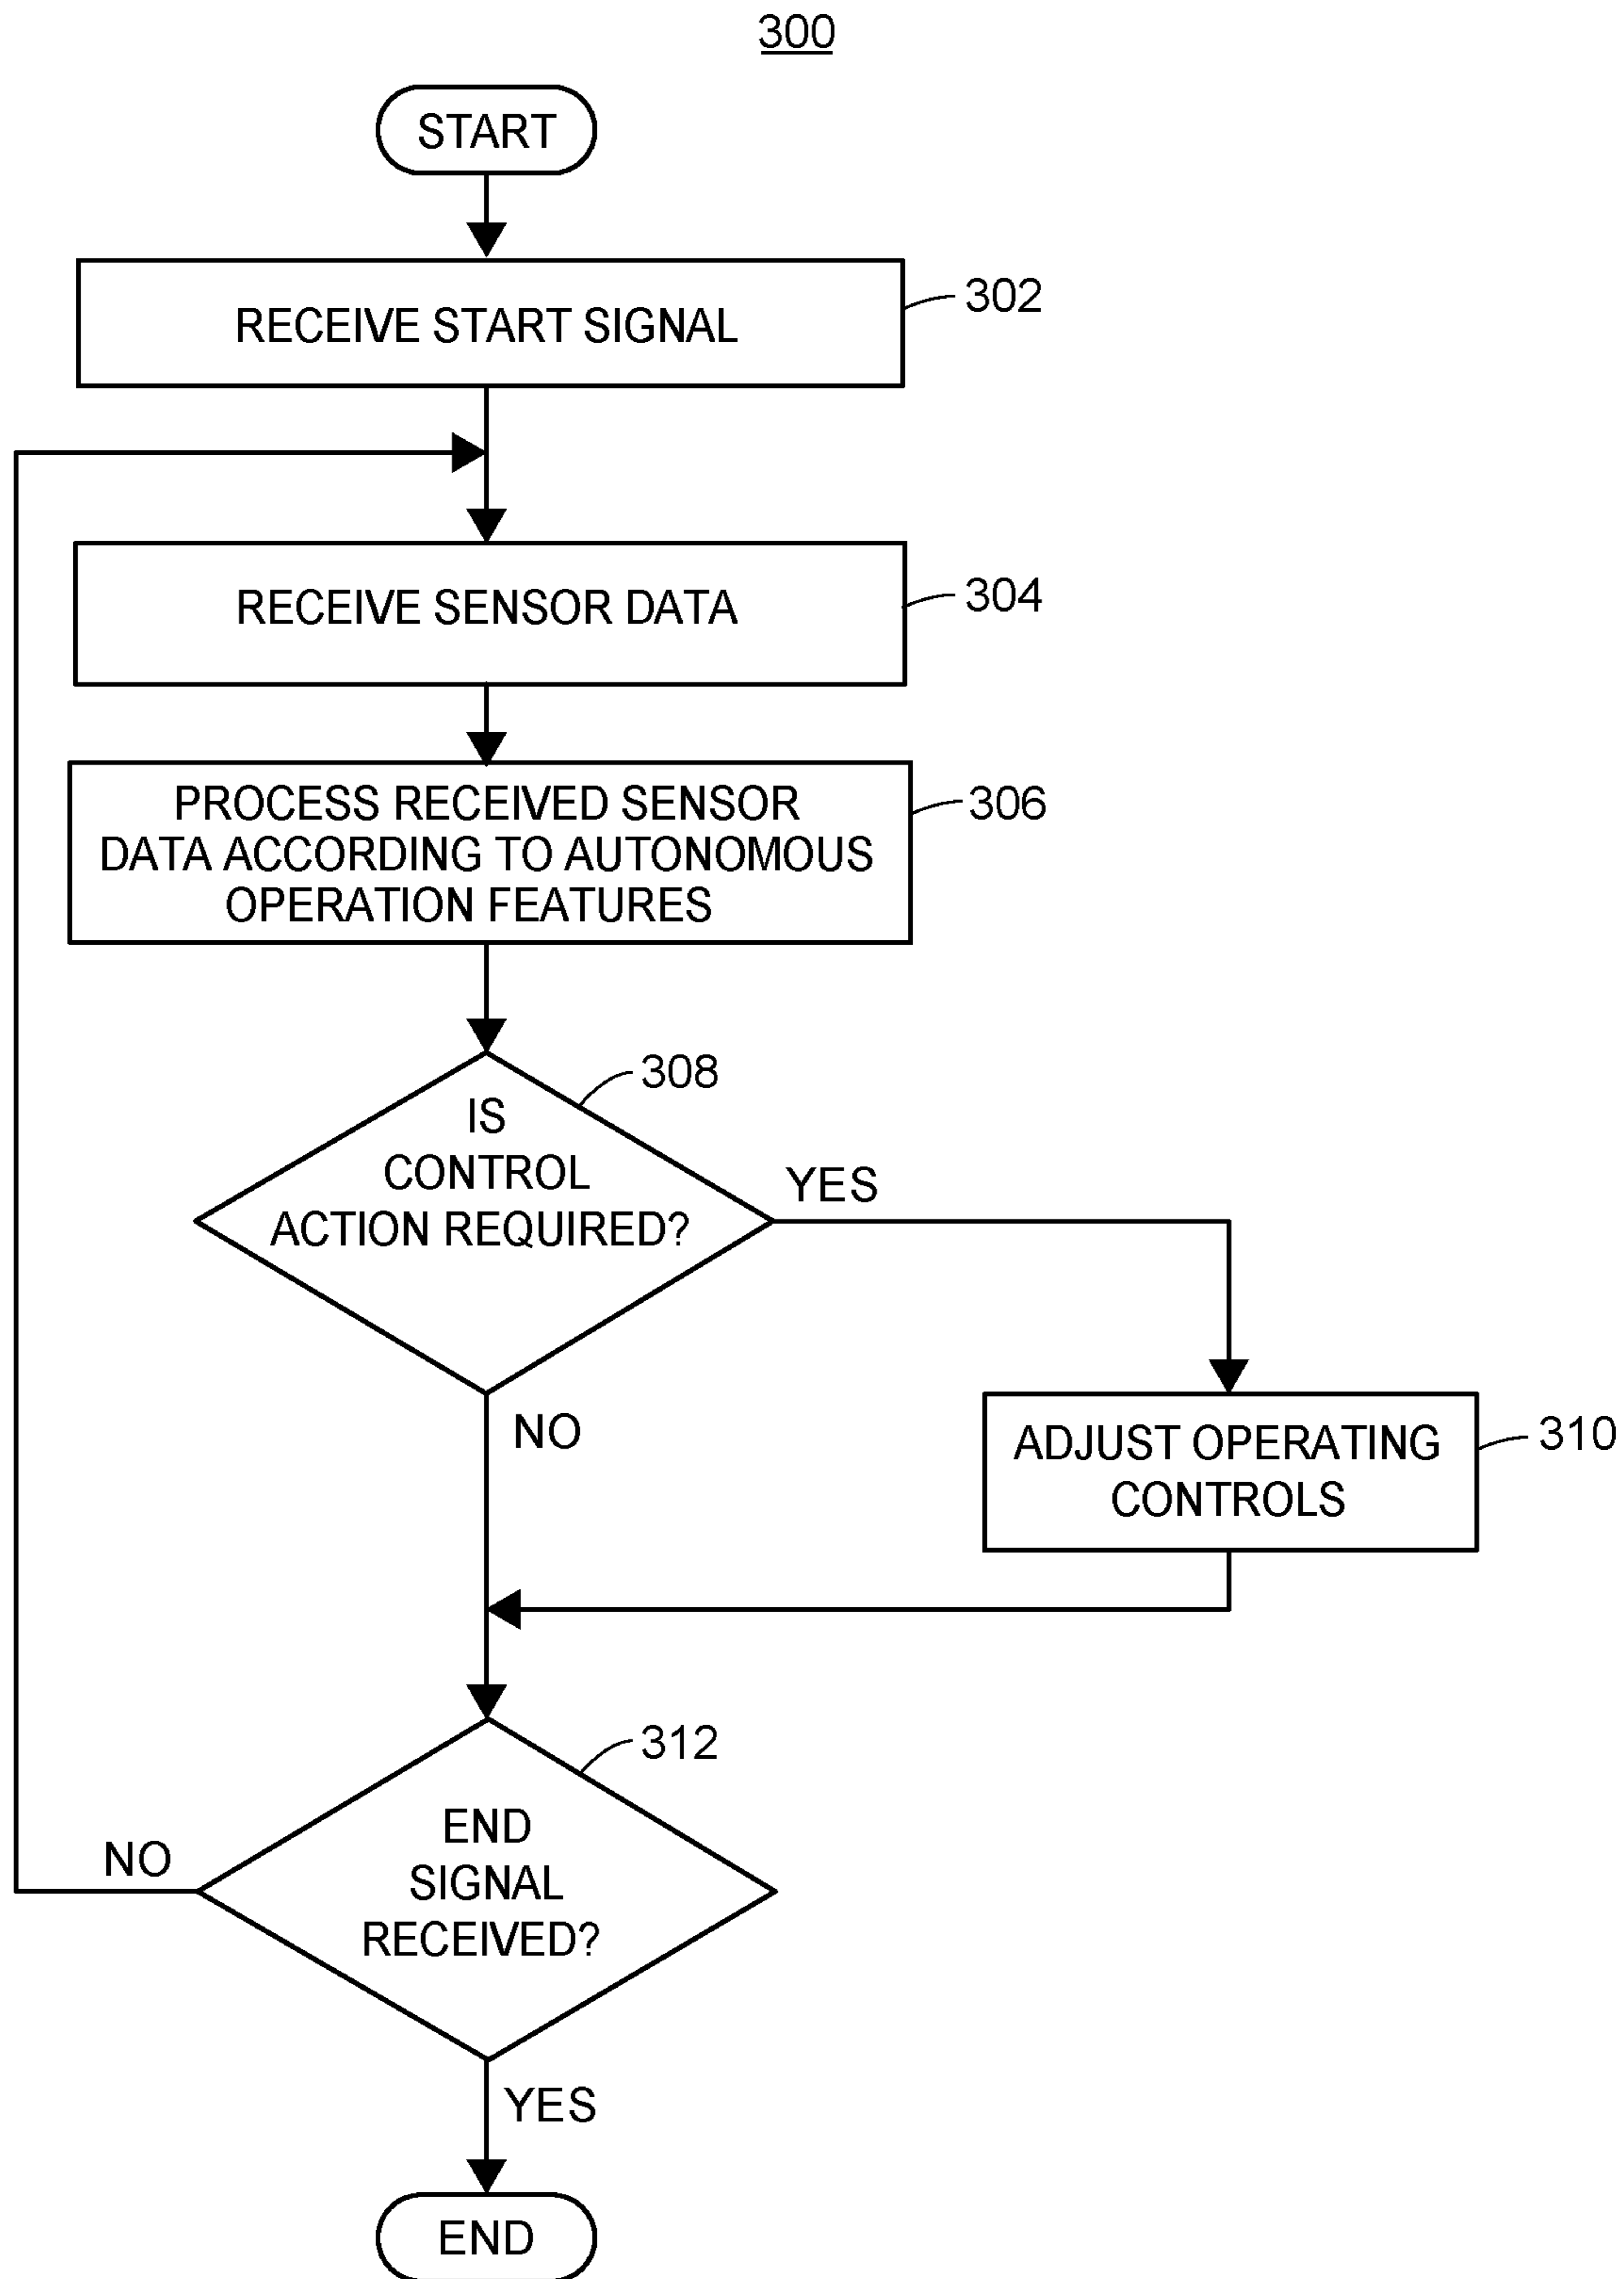 300
START
RECEIVE START SIGNAL
302
RECEIVE SENSOR DATA
304
PROCESS RECEIVED SENSOR
DATA ACCORDING TO AUTONOMOUS
OPERATION FEATURES
306
308
IS
CONTROL
ACTION REQUIRED?
YES
NO
ADJUST OPERATING
CONTROLS
310
312
END
SIGNAL
RECEIVED?
NO
YES
END